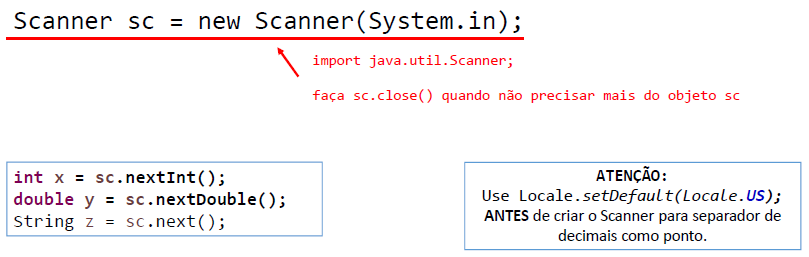 Scanner sc = new Scanner(System.in);
import java.util.Scanner;
faça sc.close() quando não precisar mais do objeto sc
int x = sc.nextInt();
double y = sc.nextDouble();
String z = sc.next();
ATENÇÃO:
Use Locale.setDefault(Locale.US);
ANTES de criar o Scanner para separador de
decimais como ponto.